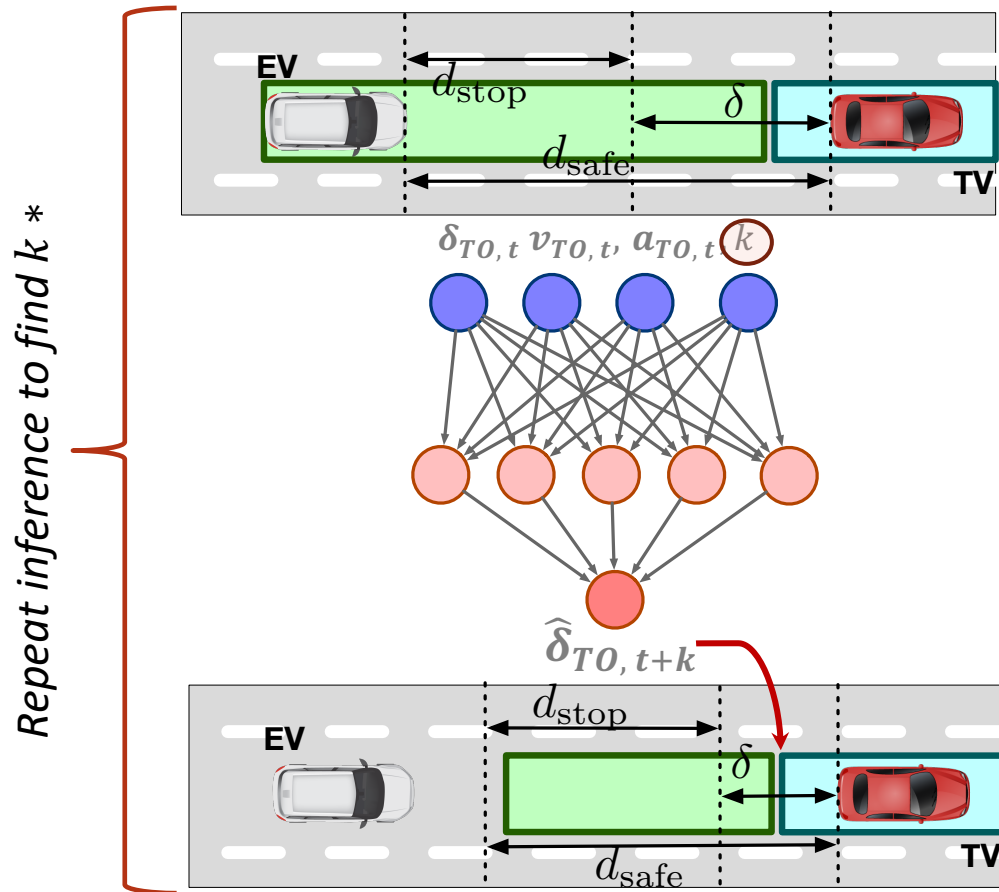 EV
d_stop
δ
d_safe
TV
Repeat inference to find k *
δ_TO, t v_TO, t, a_TO, t, k
δ̂_TO, t+k
d_stop
EV
δ
d_safe
TV